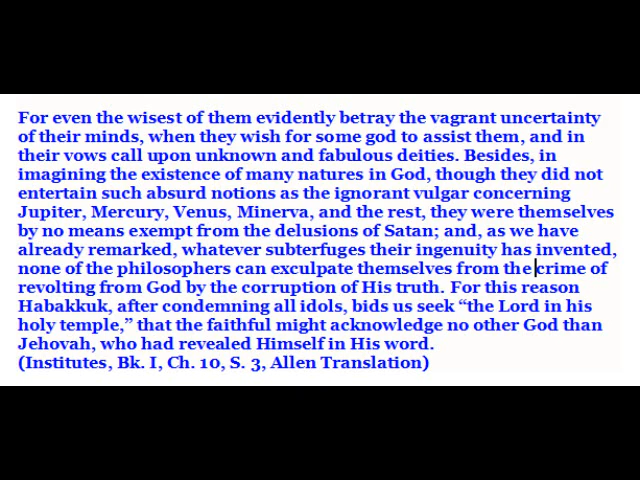 For even the wisest of them evidently betray the vagrant uncertainty
of their minds, when they wish for some god to assist them, and in
their vows call upon unknown and fabulous deities. Besides, in
imagining the existence of many natures in God, though they did not
entertain such absurd notions as the ignorant vulgar concerning
Jupiter, Mercury, Venus, Minerva, and the rest, they were themselves
by no means exempt from the delusions of Satan; and, as we have
already remarked, whatever subterfuges their ingenuity has invented,
none of the philosophers can exculpate themselves from the crime of
revolting from God by the corruption of His truth. For this reason
Habakkuk, after condemning all idols, bids us seek “the Lord in his
holy temple,” that the faithful might acknowledge no other God than
Jehovah, who had revealed Himself in His word.
(Institutes, Bk. I, Ch. 10, S. 3, Allen Translation)